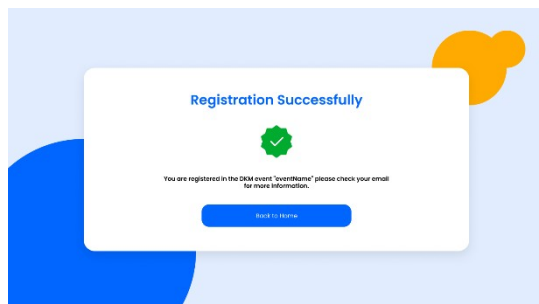 Registration Successfully
You are registered in the DKM event "eventName" please check your email
for more information.
Back to Home